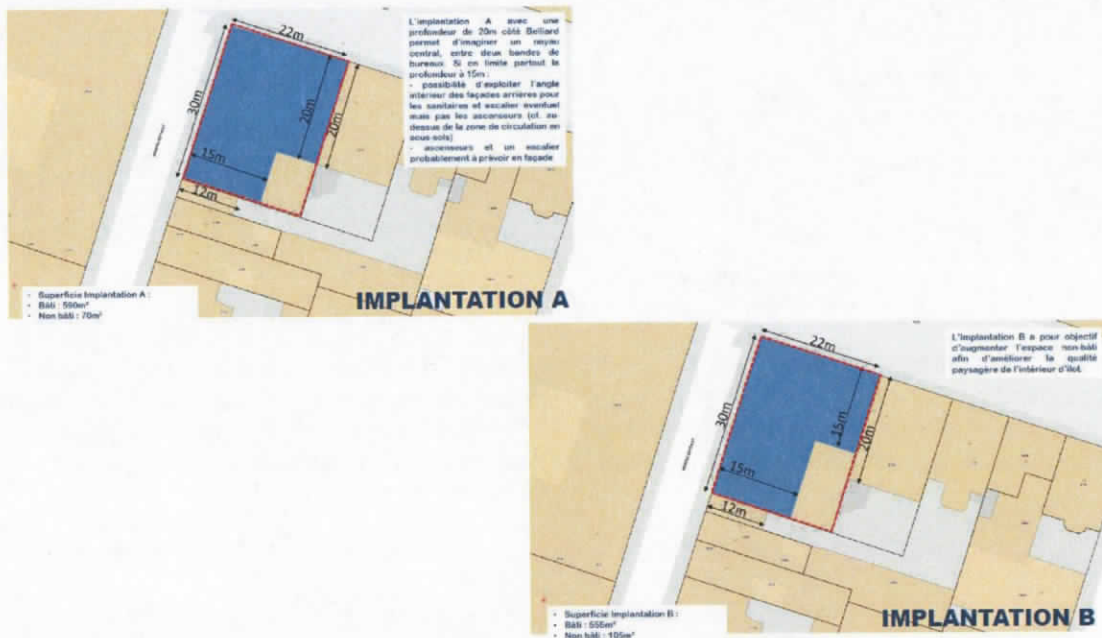 22m
30m
20m
20m
15m
12m
L'implantation A avec une
profondeur de 20m côté Belliard
permet d'imaginer un noyau
central, entre deux bandes de
bureaux. Si on limite partout la
profondeur à 15m :
- possibilité d'exploiter l'angle
intérieur des façades arrières pour
les sanitaires et escalier éventuel
mais pas les ascenseurs (cf. au-
dessus de la zone de circulation en
sous-sols)
- ascenseurs et un escalier
probablement à prévoir en façade
- Superficie Implantation A :
- Bâti : 590m²
- Non bâti : 70m²
IMPLANTATION A
22m
30m
15m
20m
15m
12m
L'implantation B a pour objectif
d'augmenter l'espace non-bâti
afin d'améliorer la qualité
paysagère de l'intérieur d'îlot.
- Superficie Implantation B :
- Bâti : 555m²
- Non bâti : 105m²
IMPLANTATION B